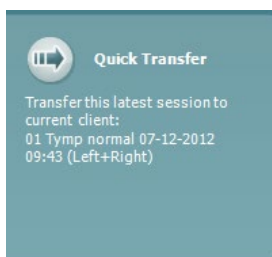 Quick Transfer
Transfer this latest session to
current client:
01 Tymp normal 07-12-2012
09:43 (Left+Right)